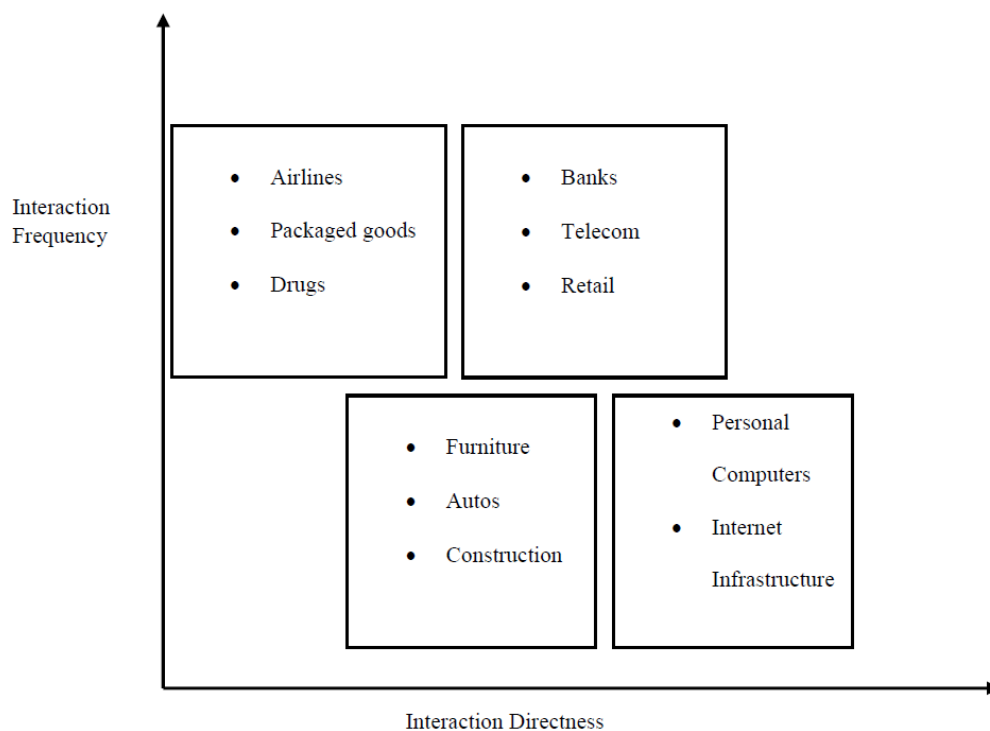 Interaction
Frequency
• Airlines
• Packaged goods
• Drugs
• Banks
• Telecom
• Retail
• Furniture
• Autos
• Construction
• Personal
Computers
• Internet
Infrastructure
Interaction Directness